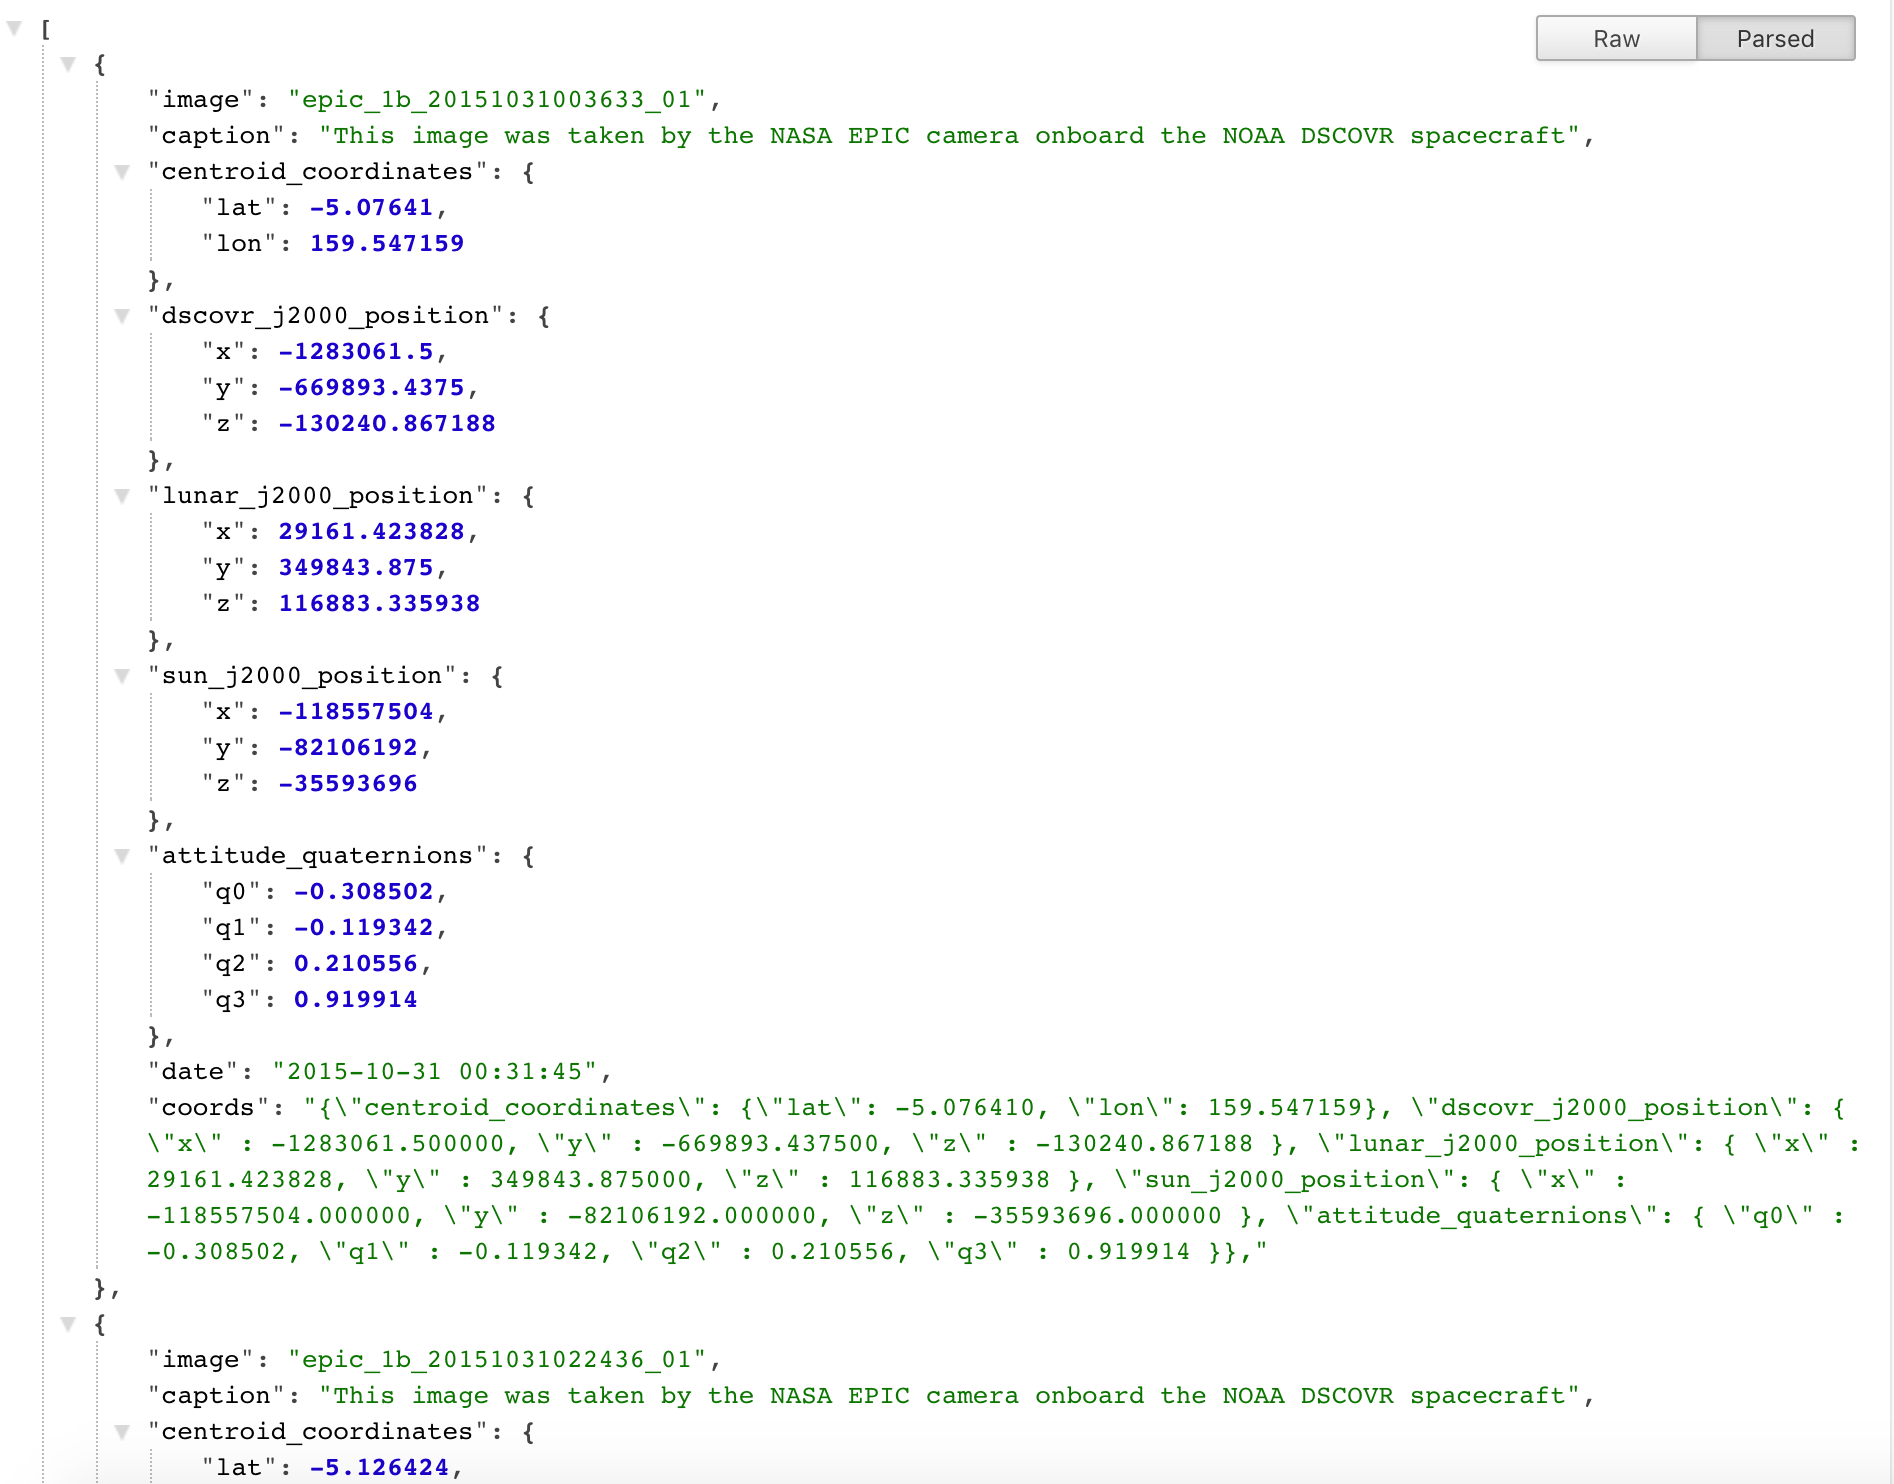 [
Raw Parsed
{
"image": "epic_1b_20151031003633_01",
"caption": "This image was taken by the NASA EPIC camera onboard the NOAA DSCOVR spacecraft",
"centroid_coordinates": {
"lat": -5.07641,
"lon": 159.547159
},
"dscovr_j2000_position": {
"x": -1283061.5,
"y": -669893.4375,
"z": -130240.867188
},
"lunar_j2000_position": {
"x": 29161.423828,
"y": 349843.875,
"z": 116883.335938
},
"sun_j2000_position": {
"x": -118557504,
"y": -82106192,
"z": -35593696
},
"attitude_quaternions": {
"q0": -0.308502,
"q1": -0.119342,
"q2": 0.210556,
"q3": 0.919914
},
"date": "2015-10-31 00:31:45",
"coords": "{\"centroid_coordinates\": {\"lat\": -5.076410, \"lon\": 159.547159}, \"dscovr_j2000_position\": {
\"x\" : -1283061.500000, \"y\" : -669893.437500, \"z\" : -130240.867188 }, \"lunar_j2000_position\": { \"x\" :
29161.423828, \"y\" : 349843.875000, \"z\" : 116883.335938 }, \"sun_j2000_position\": { \"x\" :
-118557504.000000, \"y\" : -82106192.000000, \"z\" : -35593696.000000 }, \"attitude_quaternions\": { \"q0\" :
-0.308502, \"q1\" : -0.119342, \"q2\" : 0.210556, \"q3\" : 0.919914 }},"
},
{
"image": "epic_1b_20151031022436_01",
"caption": "This image was taken by the NASA EPIC camera onboard the NOAA DSCOVR spacecraft",
"centroid_coordinates": {
"lat": -5.126424,